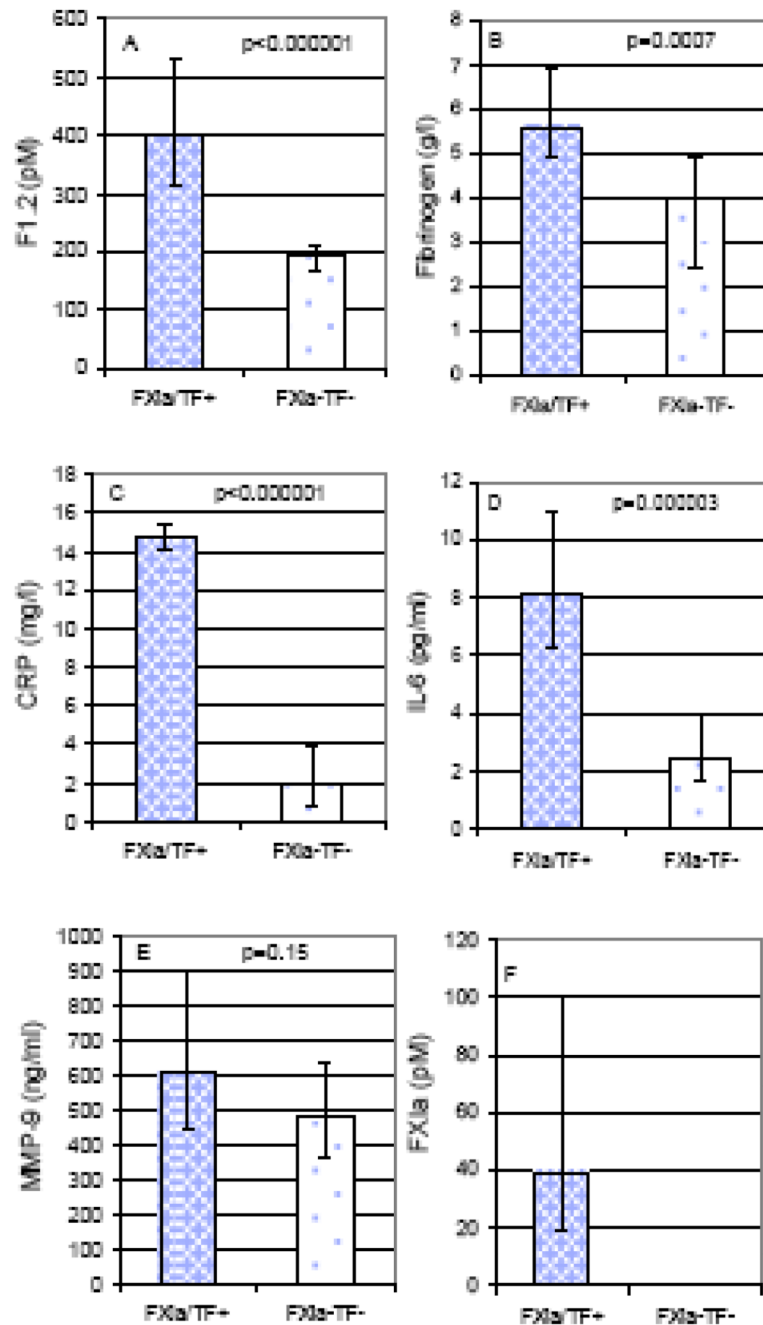 A p<0.000001
F1.2 (pM)
600
500
400
300
200
100
0
FXIa/TF+ FXIa-TF-
B p=0.0007
Fibrinogen (g/l)
8
7
6
5
4
3
2
1
0
FXIa/TF+ FXIa-TF-
C p<0.000001
CRP (mg/l)
18
16
14
12
10
8
6
4
2
0
FXIa/TF+ FXIa-TF-
D p=0.000003
IL-6 (pg/ml)
12
10
8
6
4
2
0
FXIa/TF+ FXIa-TF-
E p=0.15
MMP-9 (ng/ml)
1000
900
800
700
600
500
400
300
200
100
0
FXIa/TF+ FXIa-TF-
F
FXIa (pM)
120
100
80
60
40
20
0
FXIa/TF+ FXIa-TF-